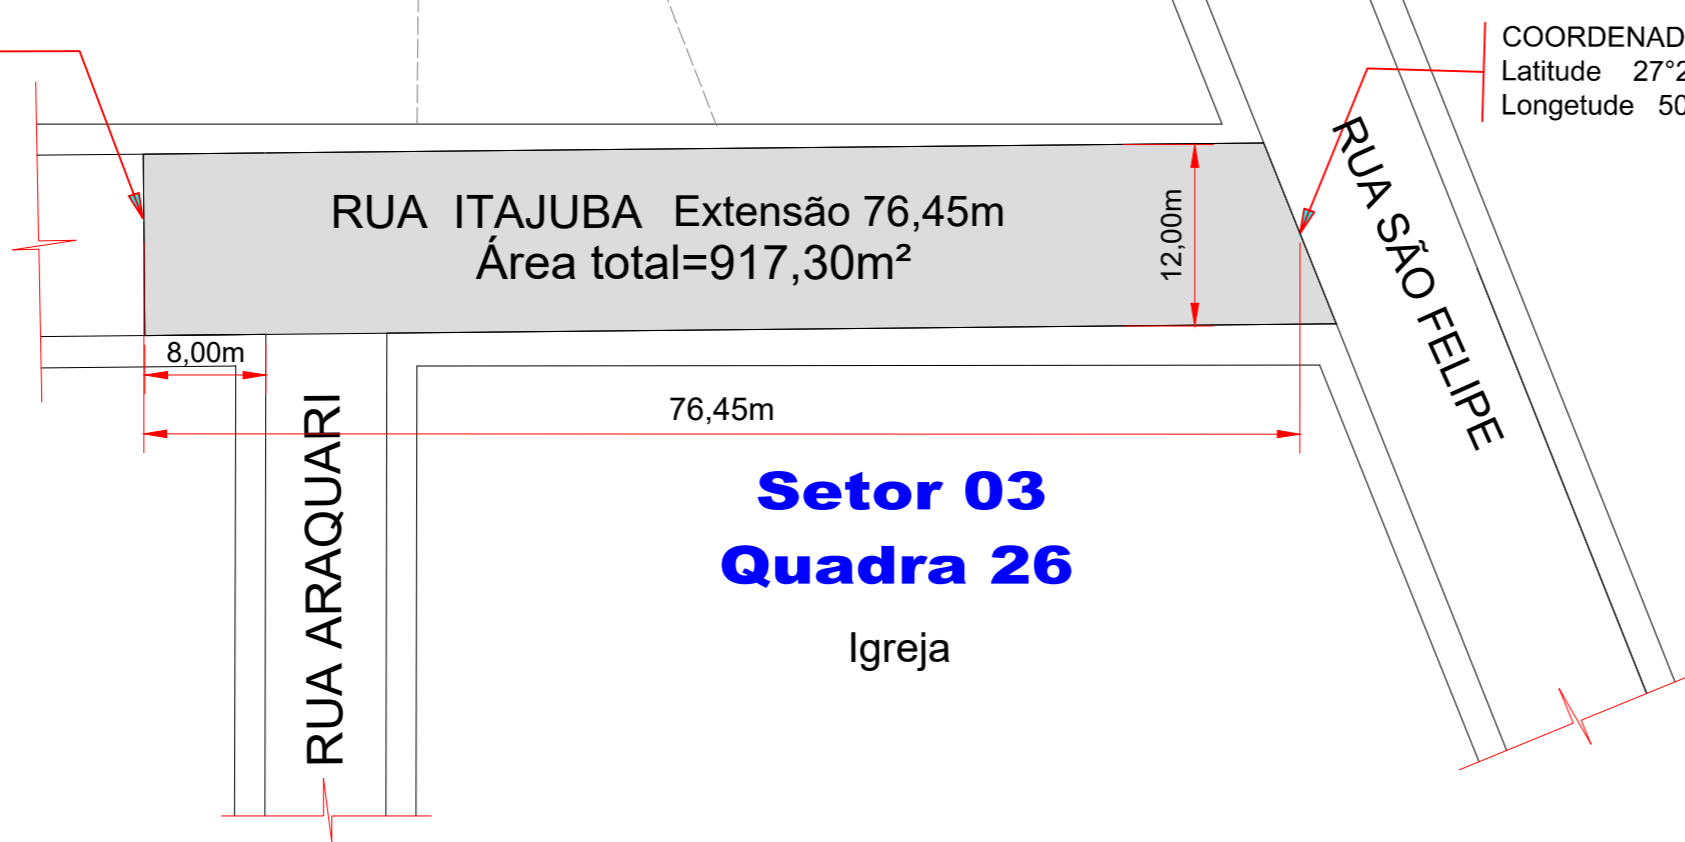 COORDENAD
Latitude 27°2
Longetude 50
RUA ITAJUBA Extensão 76,45m
Área total=917,30m²
12,00m
RUA SÃO FELIPE
8,00m
76,45m
RUA ARAQUARI
Setor 03
Quadra 26
Igreja